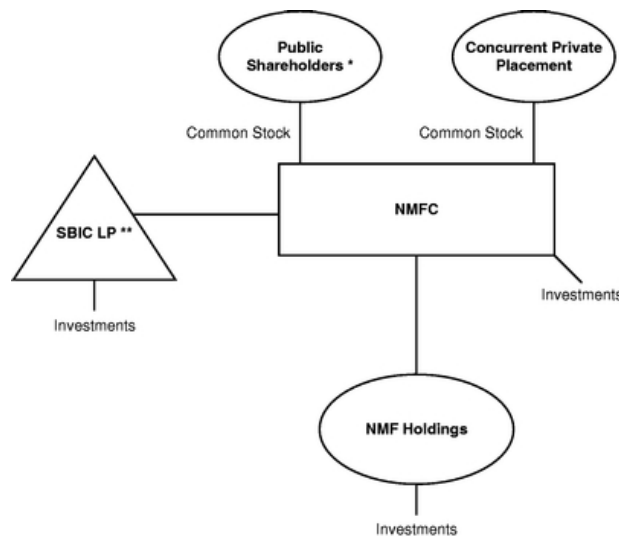 Public
Shareholders *
Concurrent Private
Placement
Common Stock
Common Stock
SBIC LP **
NMFC
Investments
Investments
NMF Holdings
Investments